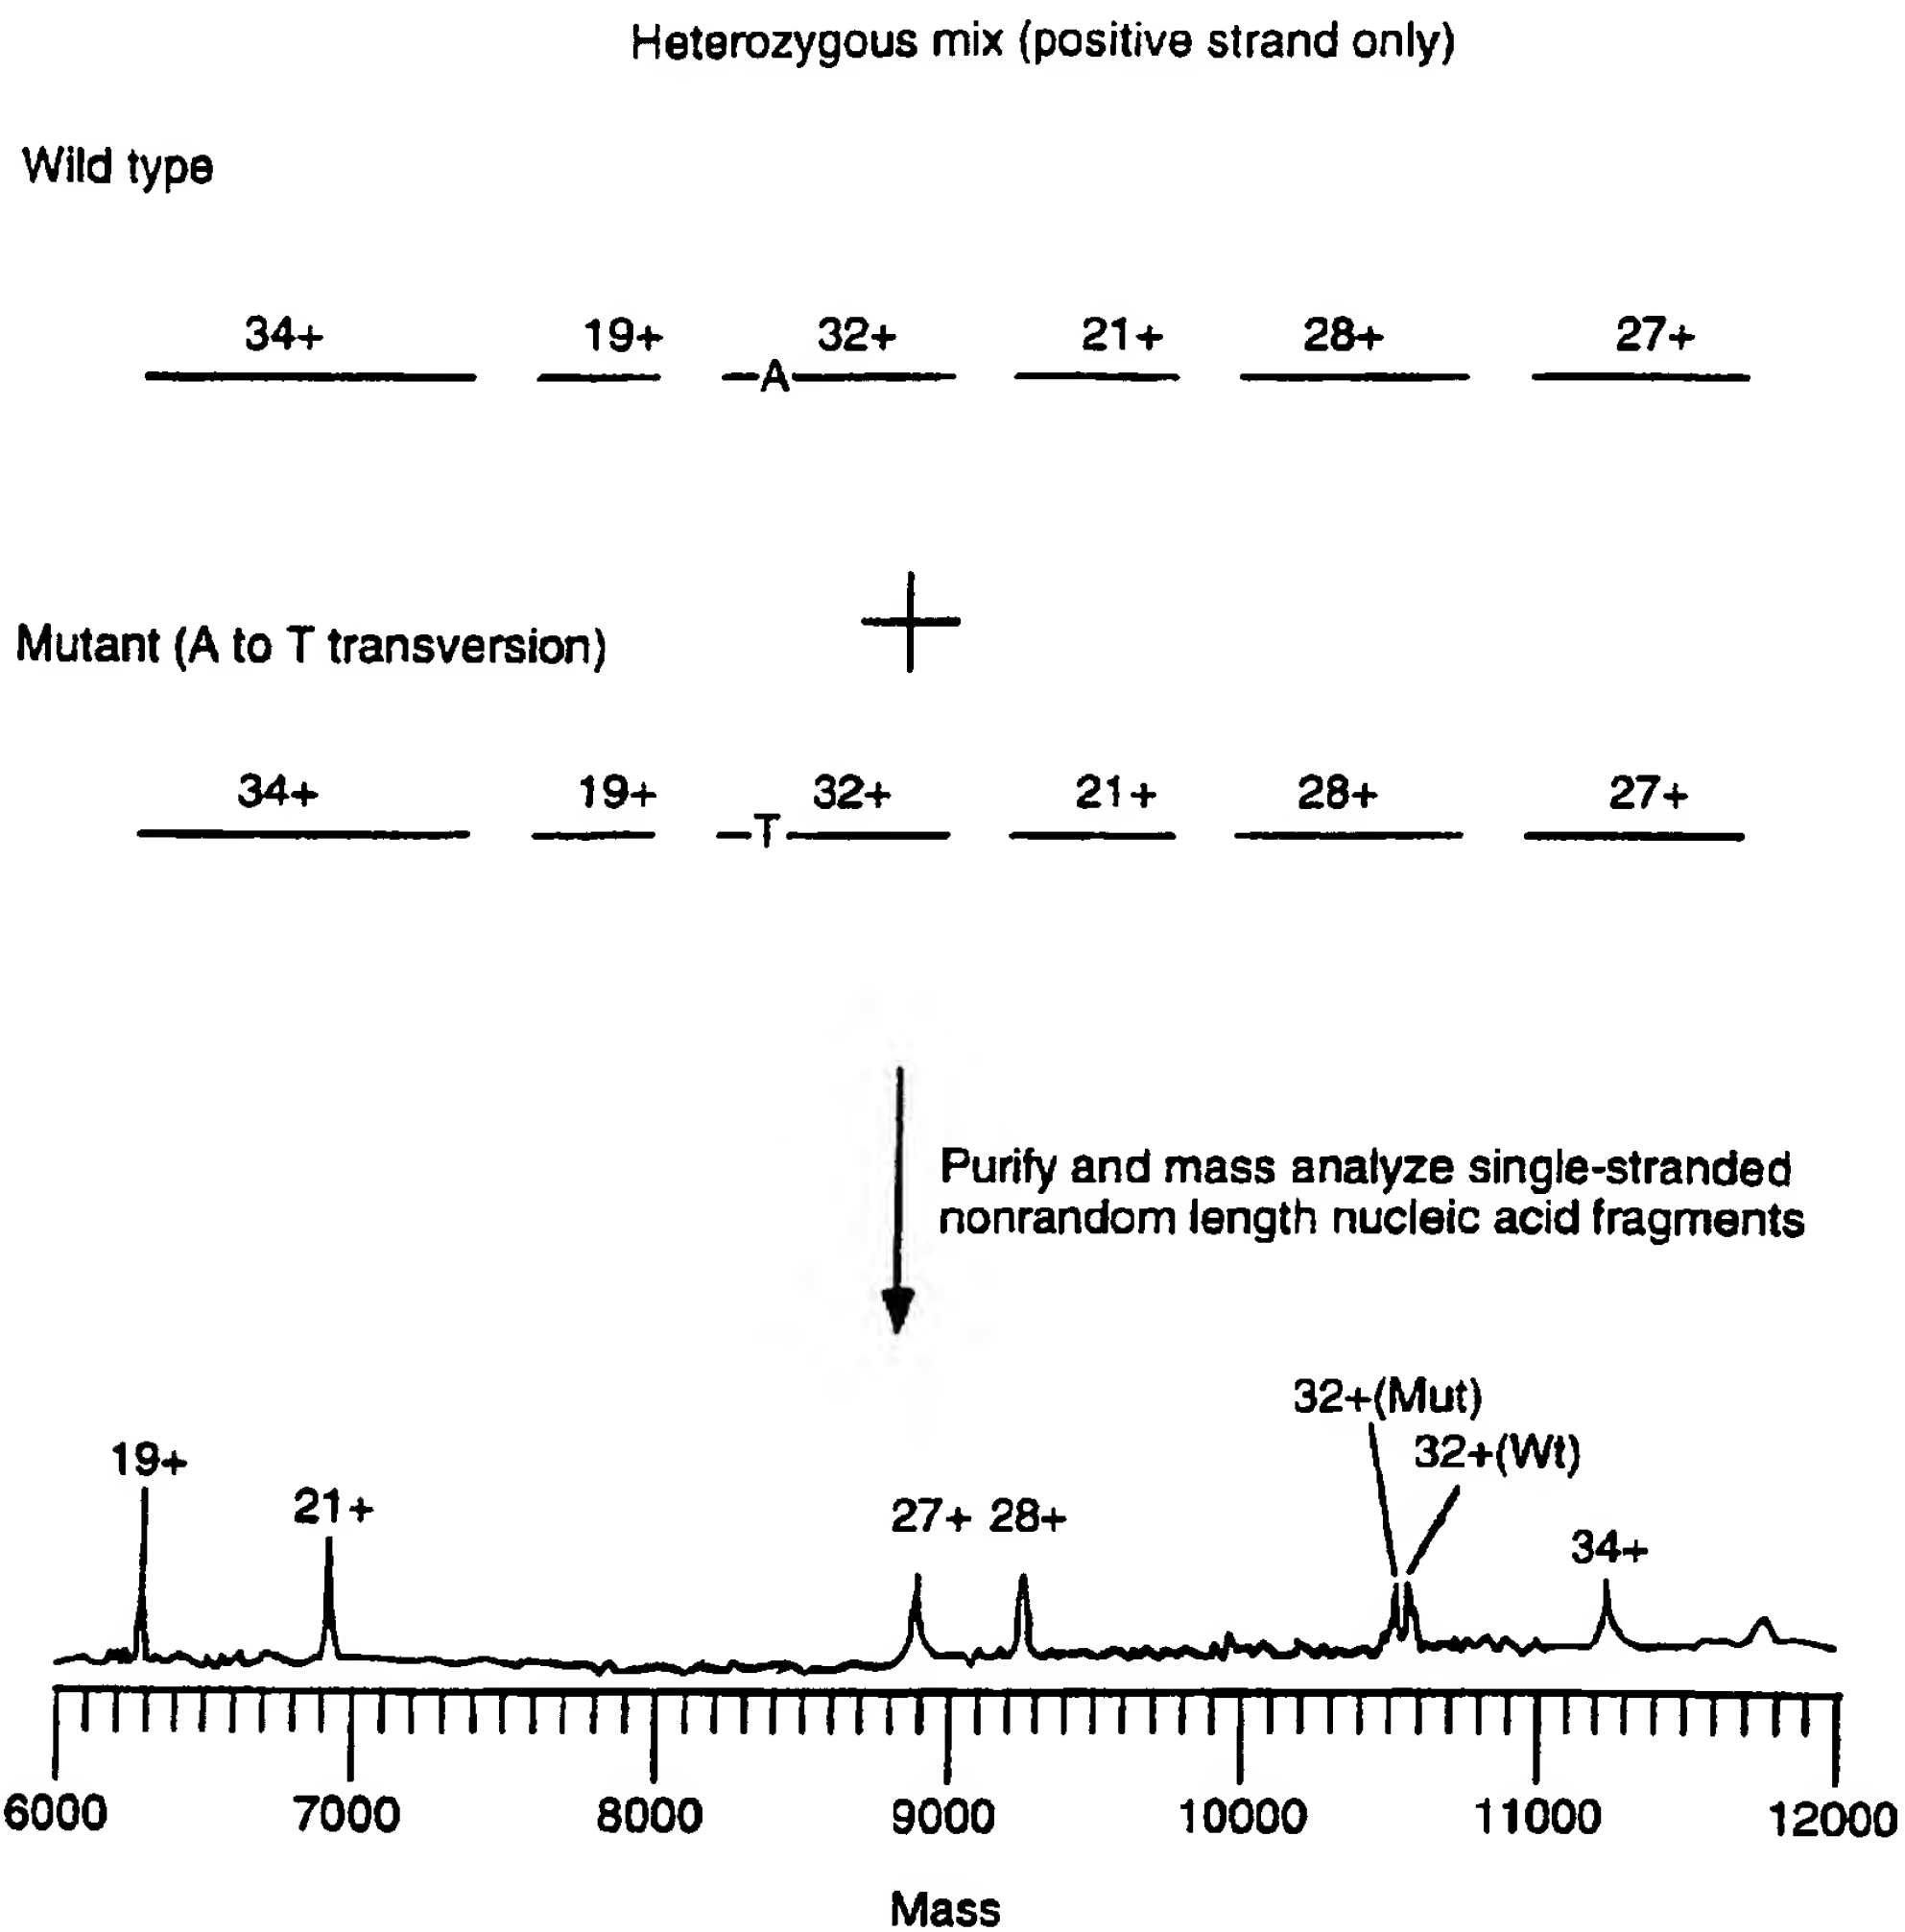 Heterozygous mix (positive strand only)
Wild type
34+ 19+ 32+ 21+ 28+ 27+
A
Mutant (A to T transversion)
34+ 19+ 32+ 21+ 28+ 27+
T
Purify and mass analyze single-stranded
nonrandom length nucleic acid fragments
32+(Mut)
19+ 32+(Wt)
21+ 27+ 28+ 34+
6000 7000 8000 9000 10000 11000 12000
Mass